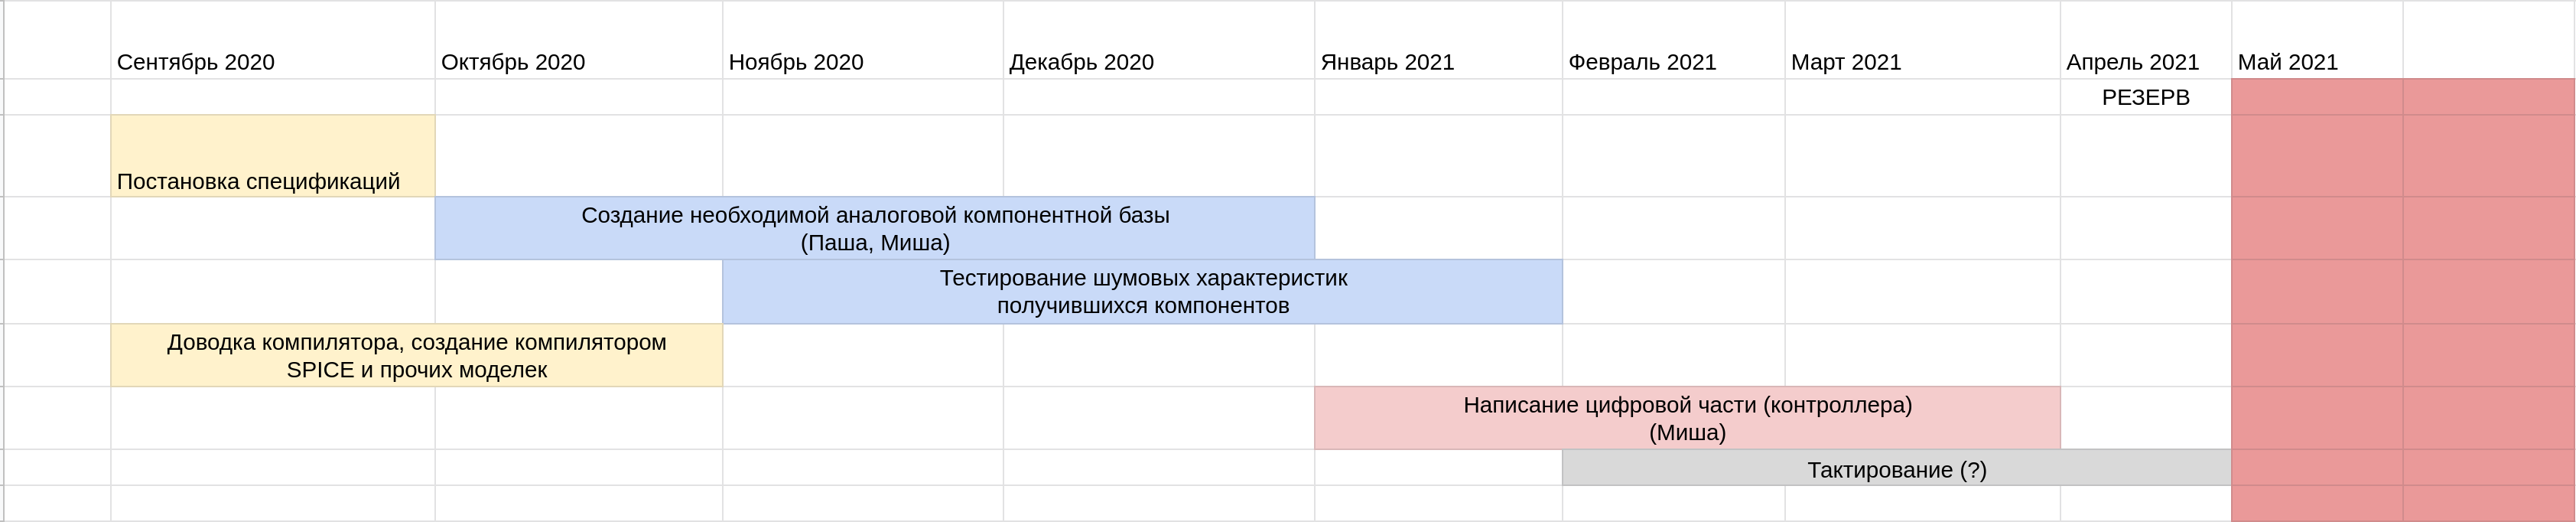 Сентябрь 2020
Октябрь 2020
Ноябрь 2020
Декабрь 2020
Январь 2021
Февраль 2021
Март 2021
Апрель 2021
Май 2021
РЕЗЕРВ
Постановка спецификаций
Создание необходимой аналоговой компонентной базы
(Паша, Миша)
Тестирование шумовых характеристик
получившихся компонентов
Доводка компилятора, создание компилятором
SPICE и прочих моделек
Написание цифровой части (контроллера)
(Миша)
Тактирование (?)